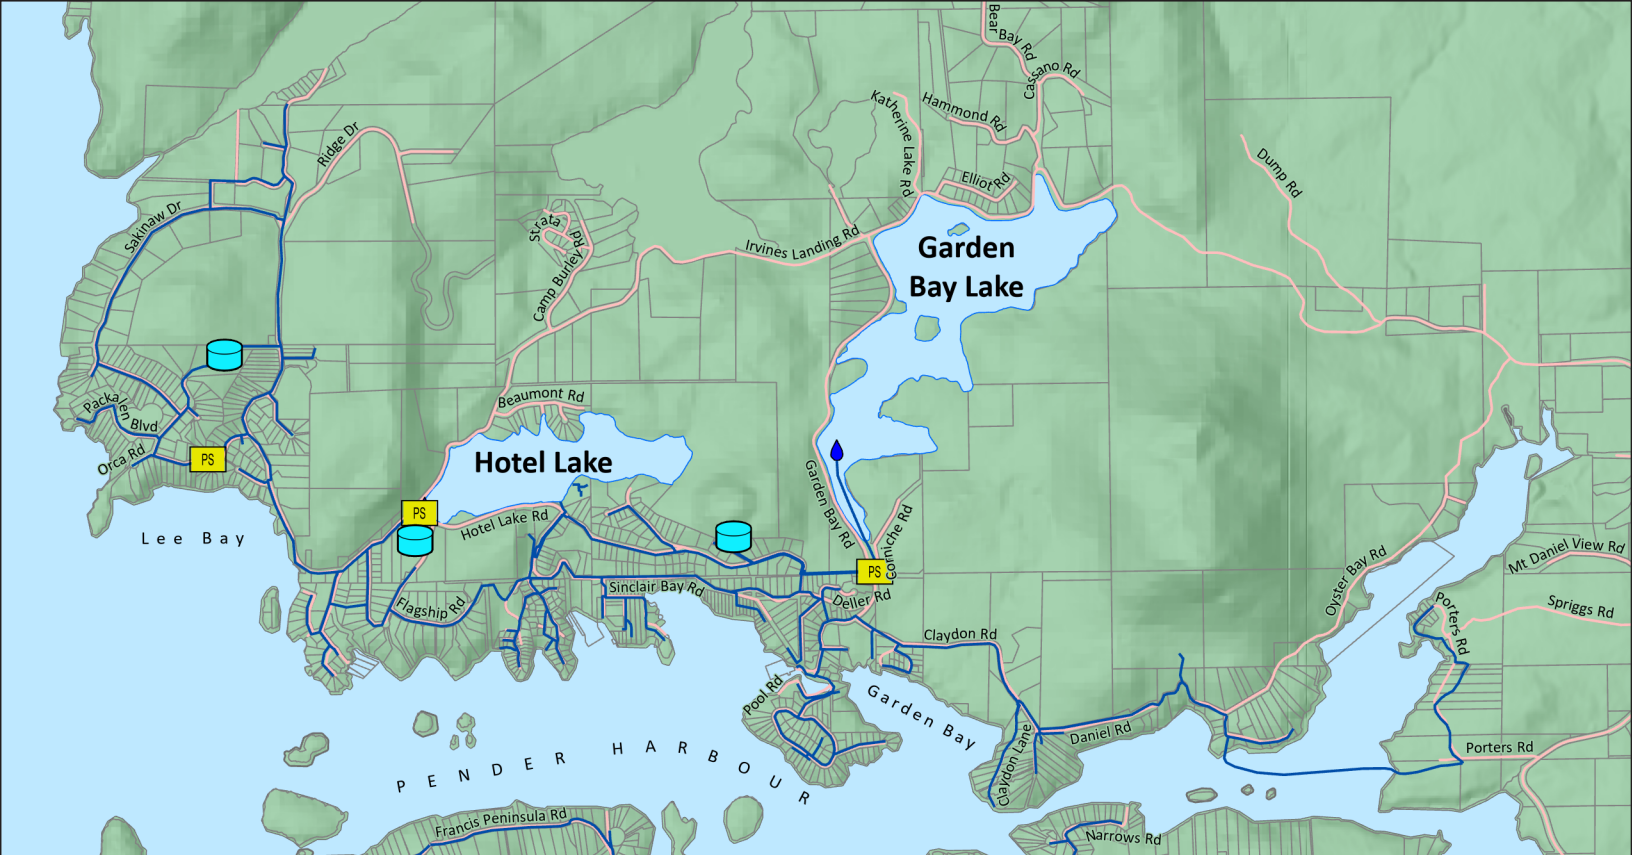 Bear Bay Rd
Cassano Rd
Hammond Rd
Katherine Lake Rd
Elliot Rd
Dump Rd
Ridge Dr
Sakinaw Dr
Strata Rd
Camp Burley
Irvines Landing Rd
Garden
Bay Lake
Packalen Blvd
Orca Rd
PS
Beaumont Rd
Hotel Lake
PS
Hotel Lake Rd
Lee Bay
Garden Bay Rd
PS
Sinclair Bay Rd
Flagship Rd
Deller Rd
Claydon Rd
Oyster Bay Rd
Mt Daniel View Rd
Spriggs Rd
Porters Rd
Pool Rd
Garden Bay
Claydon Lane
Daniel Rd
Porters Rd
PENDER HARBOUR
Francis Peninsula Rd
Narrows Rd